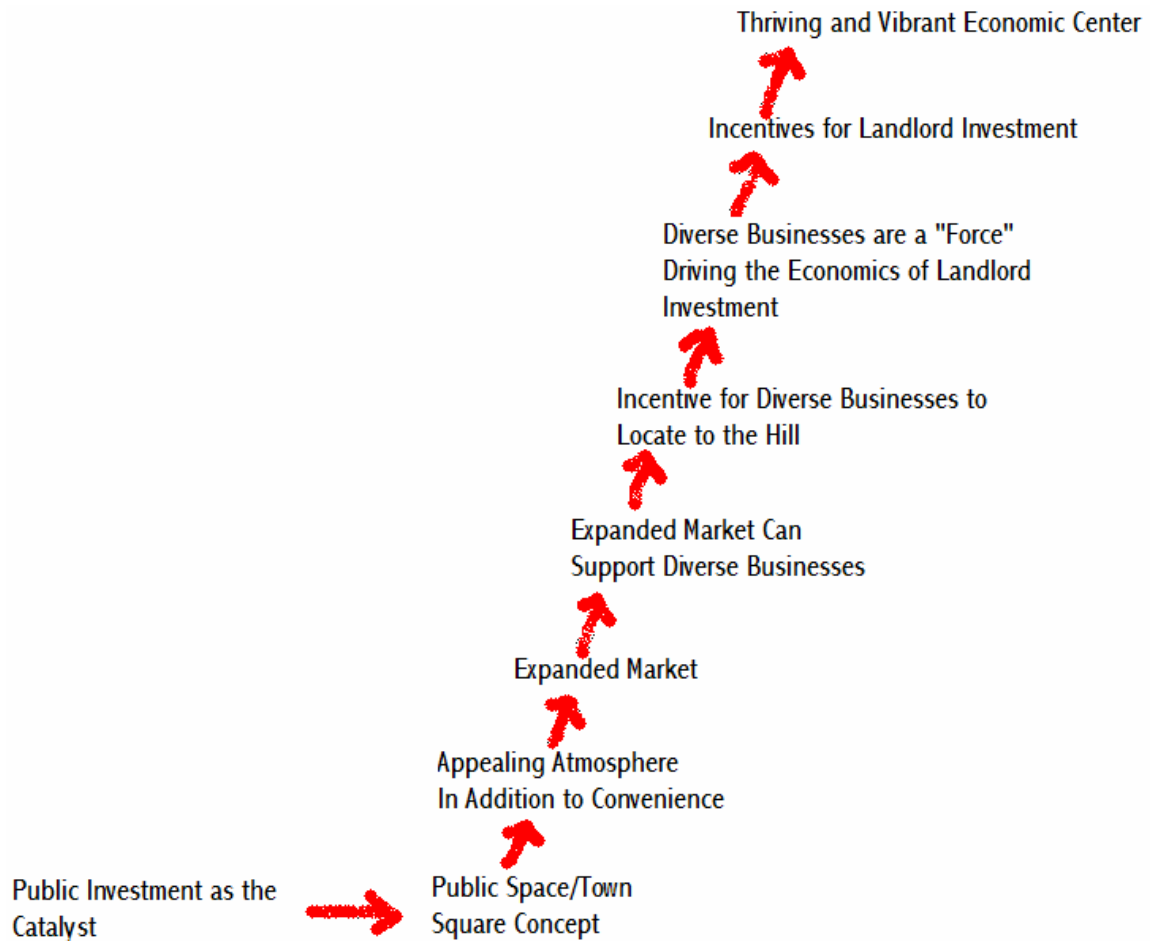 Thriving and Vibrant Economic Center
Incentives for Landlord Investment
Diverse Businesses are a "Force"
Driving the Economics of Landlord
Investment
Incentive for Diverse Businesses to
Locate to the Hill
Expanded Market Can
Support Diverse Businesses
Expanded Market
Appealing Atmosphere
In Addition to Convenience
Public Investment as the
Catalyst
Public Space/Town
Square Concept